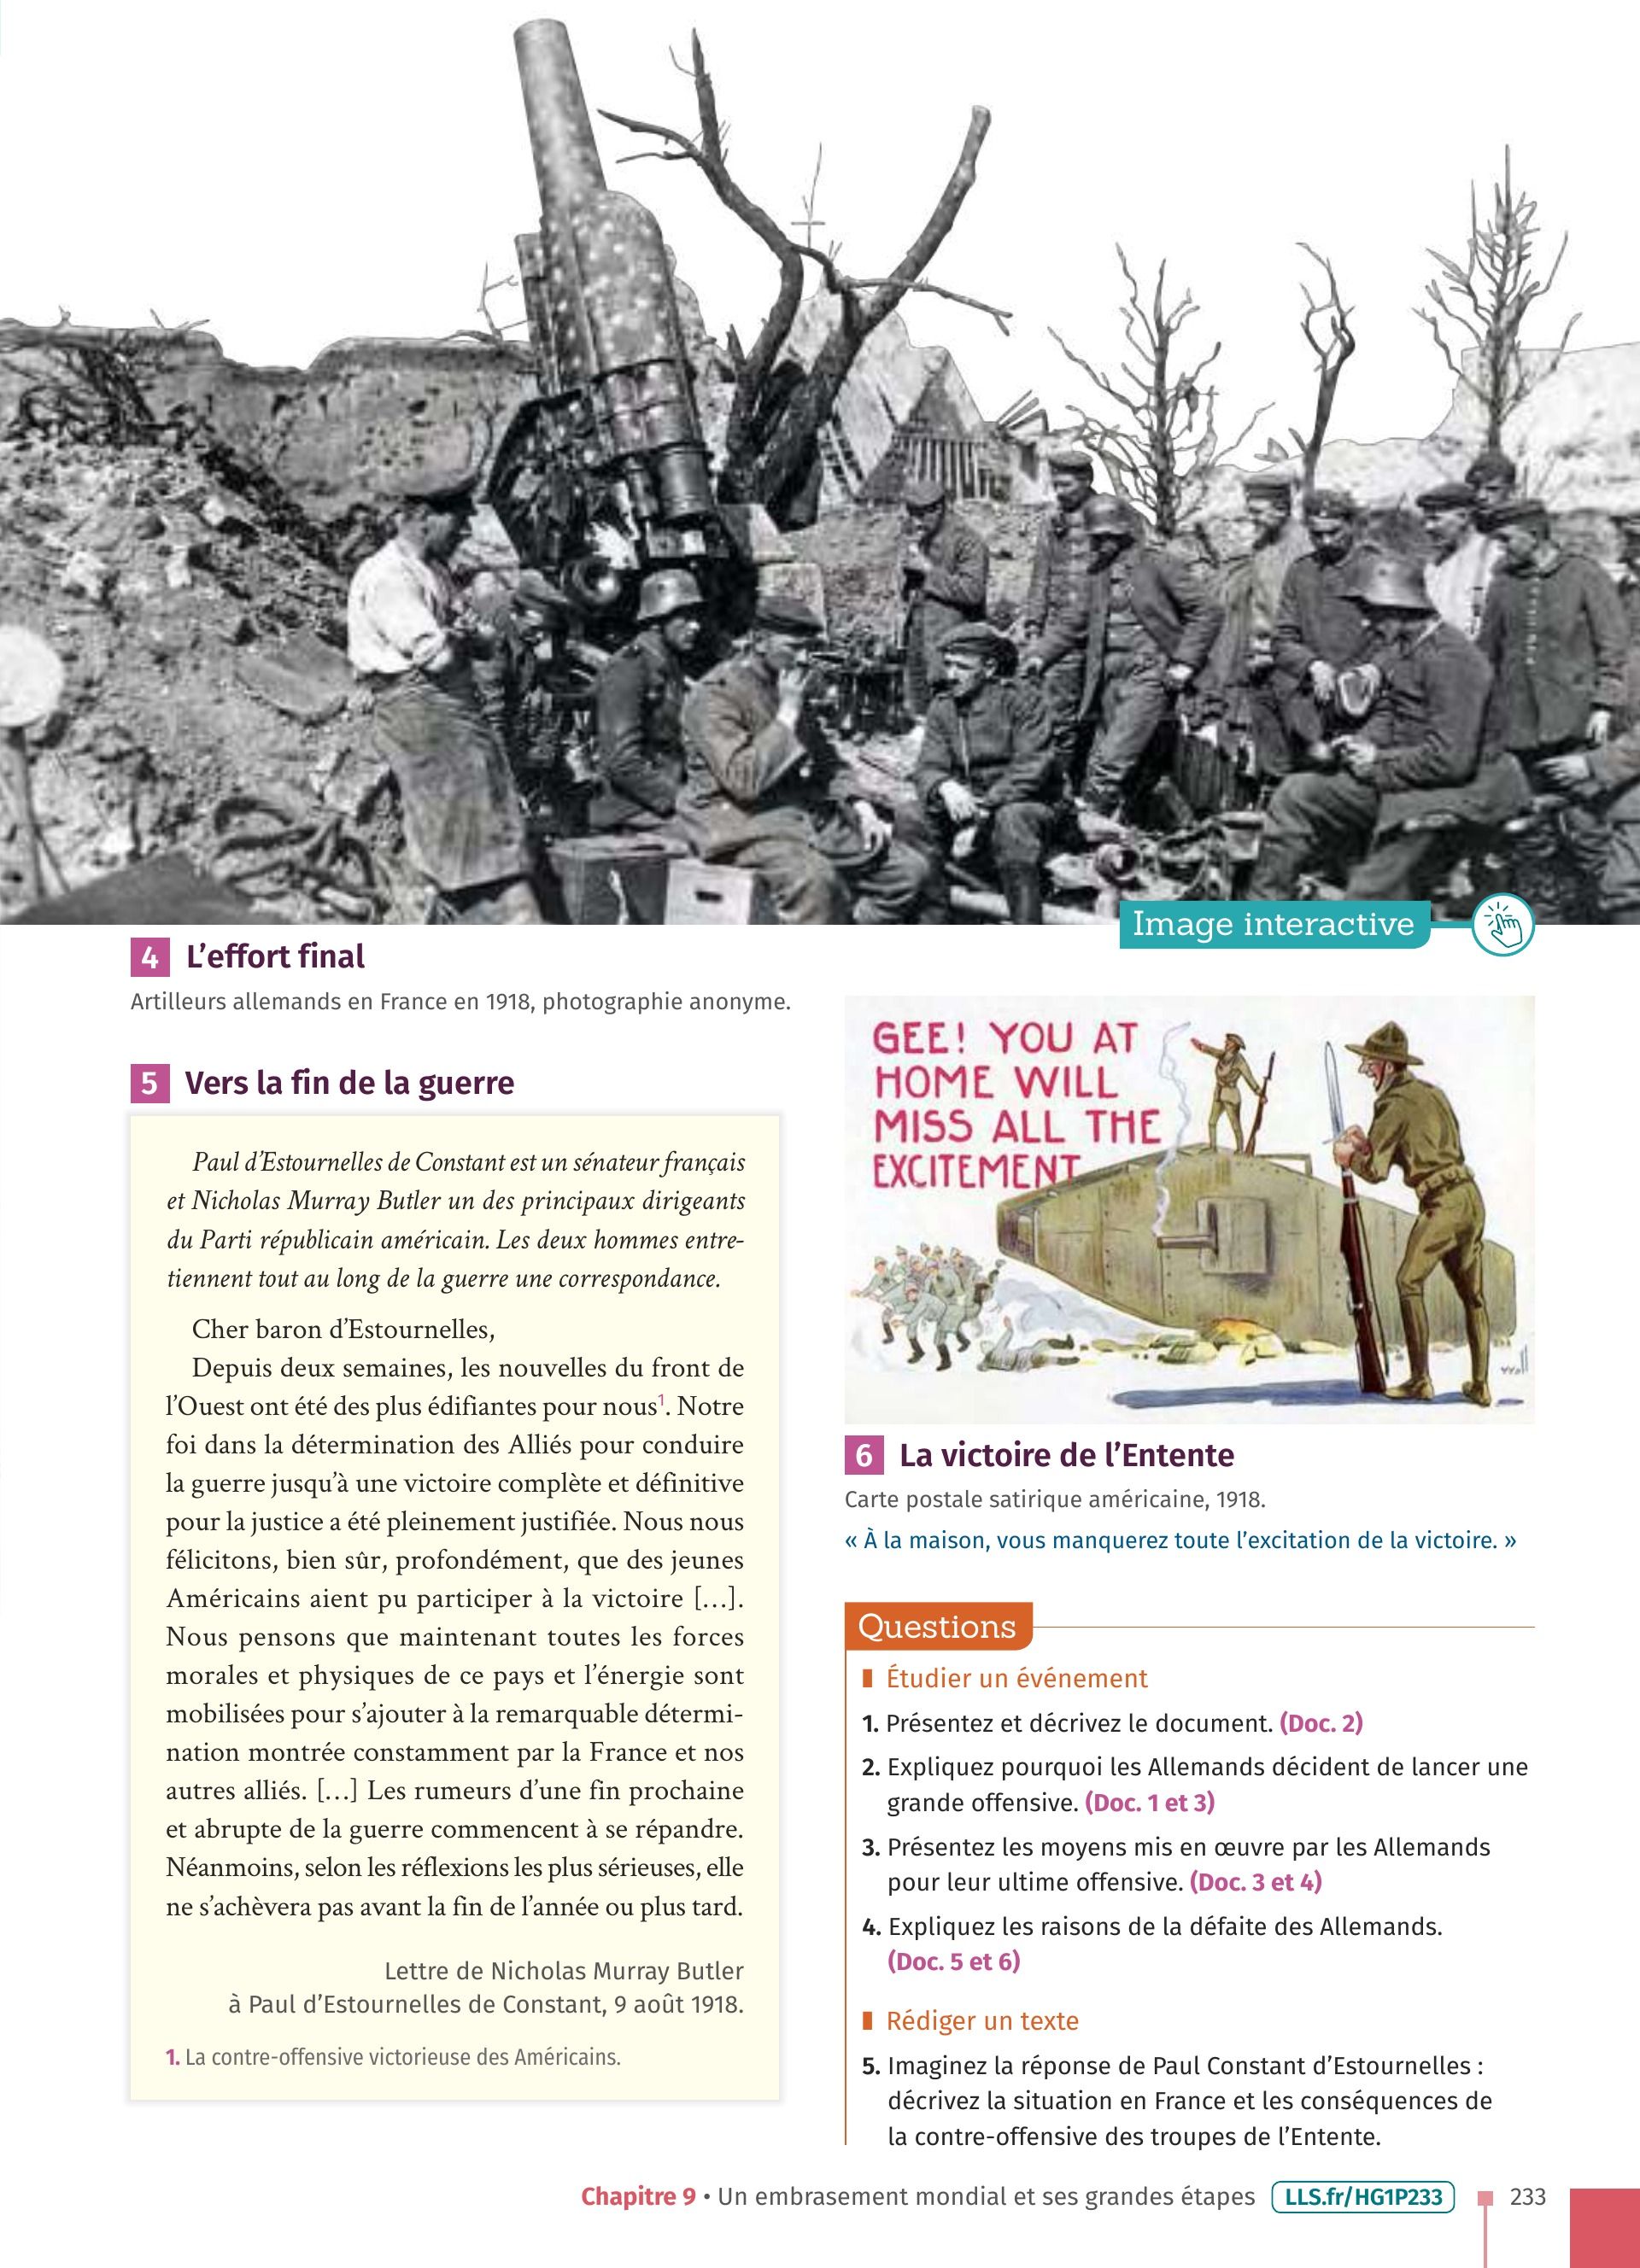 Image interactive
4 L’effort final
Artilleurs allemands en France en 1918, photographie anonyme.
5 Vers la fin de la guerre
Paul d’Estournelles de Constant est un sénateur français
et Nicholas Murray Butler un des principaux dirigeants
du Parti républicain américain. Les deux hommes entre-
tiennent tout au long de la guerre une correspondance.
Cher baron d’Estournelles,
Depuis deux semaines, les nouvelles du front de
l’Ouest ont été des plus édifiantes pour nous1. Notre
foi dans la détermination des Alliés pour conduire
la guerre jusqu’à une victoire complète et définitive
pour la justice a été pleinement justifiée. Nous nous
félicitons, bien sûr, profondément, que des jeunes
Américains aient pu participer à la victoire […].
Nous pensons que maintenant toutes les forces
morales et physiques de ce pays et l’énergie sont
mobilisées pour s’ajouter à la remarquable détermi-
nation montrée constamment par la France et nos
autres alliés. […] Les rumeurs d’une fin prochaine
et abrupte de la guerre commencent à se répandre.
Néanmoins, selon les réflexions les plus sérieuses, elle
ne s’achèvera pas avant la fin de l’année ou plus tard.
Lettre de Nicholas Murray Butler
à Paul d’Estournelles de Constant, 9 août 1918.
1. La contre-offensive victorieuse des Américains.
GEE! YOU AT
HOME WILL
MISS ALL THE
EXCITEMENT
6 La victoire de l’Entente
Carte postale satirique américaine, 1918.
« À la maison, vous manquerez toute l’excitation de la victoire. »
Questions
Étudier un événement
1. Présentez et décrivez le document. (Doc. 2)
2. Expliquez pourquoi les Allemands décident de lancer une
grande offensive. (Doc. 1 et 3)
3. Présentez les moyens mis en œuvre par les Allemands
pour leur ultime offensive. (Doc. 3 et 4)
4. Expliquez les raisons de la défaite des Allemands.
(Doc. 5 et 6)
Rédiger un texte
5. Imaginez la réponse de Paul Constant d’Estournelles :
décrivez la situation en France et les conséquences de
la contre-offensive des troupes de l’Entente.
Chapitre 9 • Un embrasement mondial et ses grandes étapes LLS.fr/HG1P233 233